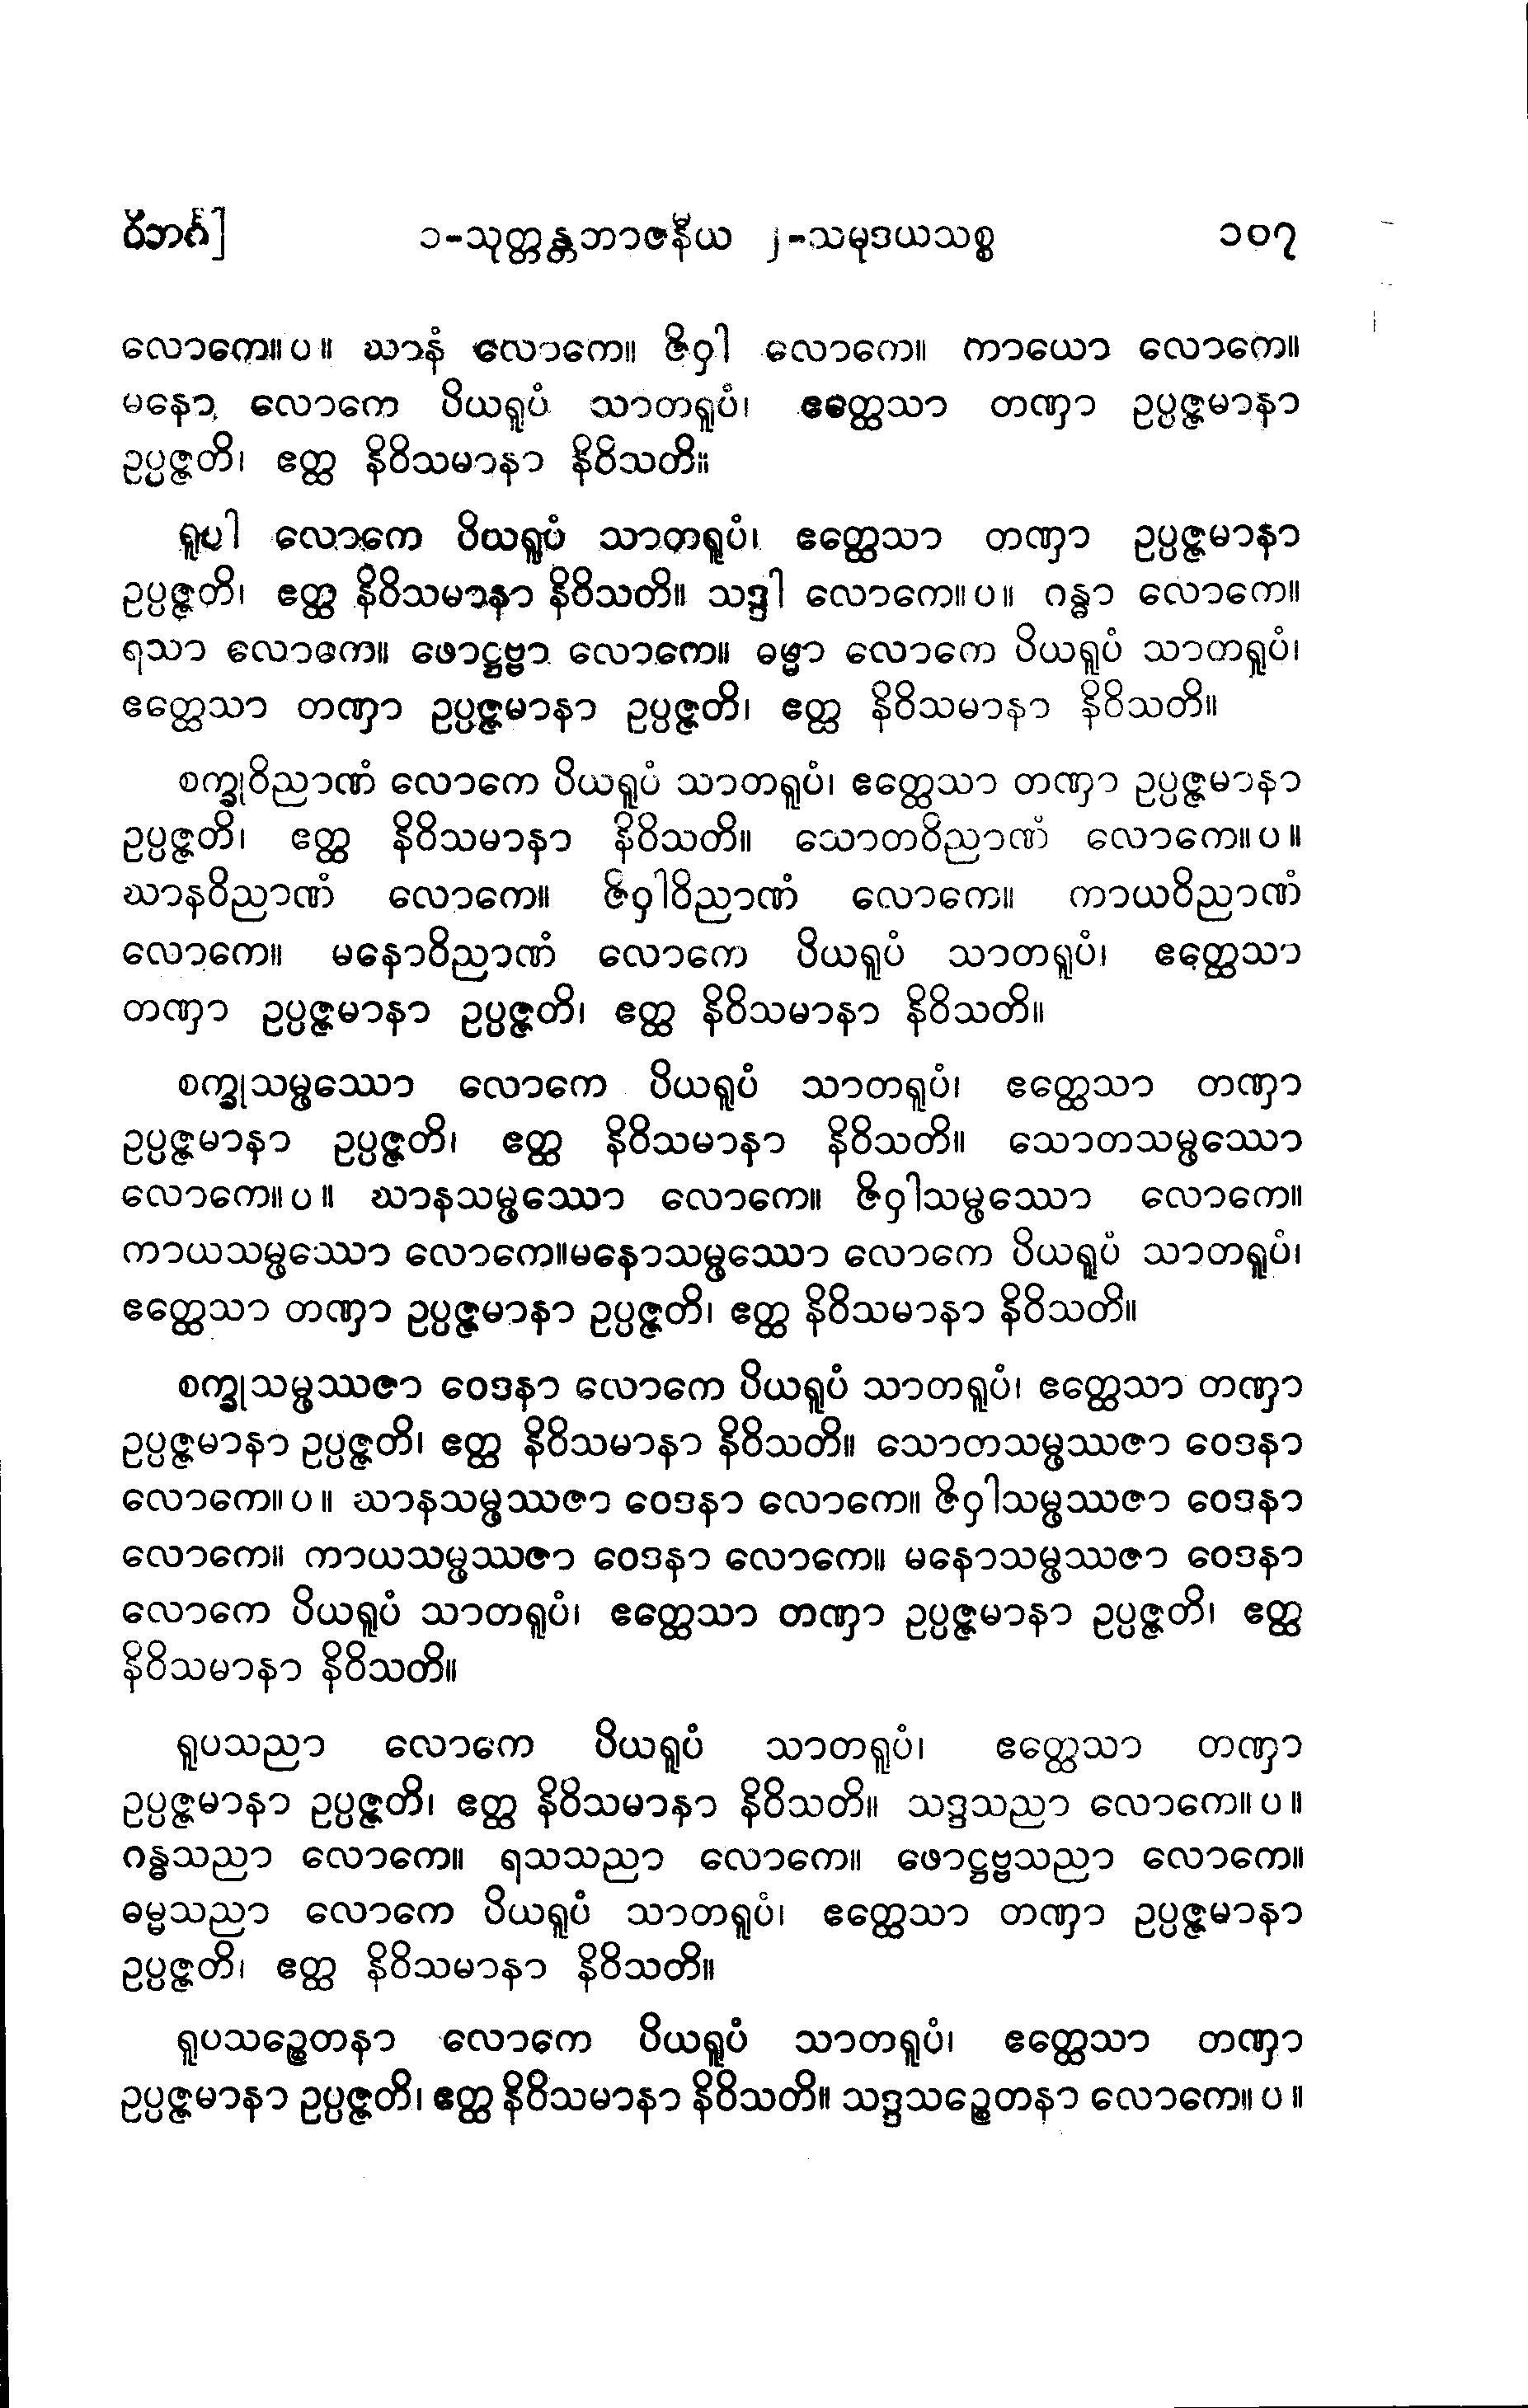 ဝိဘင်္ဂ]	၁-သုတ္တန္တဘာဇနီယ ၂-သမုဒယသစ္စ	၁၀၇
လောကေ။ပ။ ဃာနံ လောကေ။ ဇိဝှါ လောကေ။ ကာယော လောကေ။
မနော လောကေ ပိယရူပံ သာတရူပံ၊ ဧတ္ထေသာ တဏှာ ဥပ္ပဇ္ဇမာနာ
ဥပ္ပဇ္ဇတိ၊ ဧတ္ထ နိဝိသမာနာ နိဝိသတိ။
ရူပါ လောကေ ပိယရူပံ သာတရူပံ၊ ဧတ္ထေသာ တဏှာ ဥပ္ပဇ္ဇမာနာ
ဥပ္ပဇ္ဇတိ၊ ဧတ္ထ နိဝိသမာနာ နိဝိသတိ။ သဒ္ဒါ လောကေ။ပ။ ဂန္ဓာ လောကေ။
ရသာ လောကေ။ ဖောဋ္ဌဗ္ဗာ လောကေ။ ဓမ္မာ လောကေ ပိယရူပံ သာတရူပံ၊
ဧတ္ထေသာ တဏှာ ဥပ္ပဇ္ဇမာနာ ဥပ္ပဇ္ဇတိ၊ ဧတ္ထ နိဝိသမာနာ နိဝိသတိ။
စက္ခုဝိညာဏံ လောကေ ပိယရူပံ သာတရူပံ၊ ဧတ္ထေသာ တဏှာ ဥပ္ပဇ္ဇမာနာ
ဥပ္ပဇ္ဇတိ၊ ဧတ္ထ နိဝိသမာနာ နိဝိသတိ။ သောတဝိညာဏံ လောကေ။ပ။
ဃာနဝိညာဏံ လောကေ။ ဇိဝှါဝိညာဏံ လောကေ။ ကာယဝိညာဏံ
လောကေ။ မနောဝိညာဏံ လောကေ ပိယရူပံ သာတရူပံ၊ ဧတ္ထေသာ
တဏှာ ဥပ္ပဇ္ဇမာနာ ဥပ္ပဇ္ဇတိ၊ ဧတ္ထ နိဝိသမာနာ နိဝိသတိ။
စက္ခုသမ္ဖဿော လောကေ ပိယရူပံ သာတရူပံ၊ ဧတ္ထေသာ တဏှာ
ဥပ္ပဇ္ဇမာနာ ဥပ္ပဇ္ဇတိ၊ ဧတ္ထ နိဝိသမာနာ နိဝိသတိ။ သောတသမ္ဖဿော
လောကေ။ပ။ ဃာနသမ္ဖဿော လောကေ။ ဇိဝှါသမ္ဖဿော လောကေ။
ကာယသမ္ဖဿော လောကေ။မနောသမ္ဖဿော လောကေ ပိယရူပံ သာတရူပံ၊
ဧတ္ထေသာ တဏှာ ဥပ္ပဇ္ဇမာနာ ဥပ္ပဇ္ဇတိ၊ ဧတ္ထ နိဝိသမာနာ နိဝိသတိ။
စက္ခုသမ္ဖဿဇာ ဝေဒနာ လောကေ ပိယရူပံ သာတရူပံ၊ ဧတ္ထေသာ တဏှာ
ဥပ္ပဇ္ဇမာနာ ဥပ္ပဇ္ဇတိ၊ ဧတ္ထ နိဝိသမာနာ နိဝိသတိ။ သောတသမ္ဖဿဇာ ဝေဒနာ
လောကေ။ပ။ ဃာနသမ္ဖဿဇာ ဝေဒနာ လောကေ။ ဇိဝှါသမ္ဖဿဇာ ဝေဒနာ
လောကေ။ ကာယသမ္ဖဿဇာ ဝေဒနာ လောကေ။ မနောသမ္ဖဿဇာ ဝေဒနာ
လောကေ ပိယရူပံ သာတရူပံ၊ ဧတ္ထေသာ တဏှာ ဥပ္ပဇ္ဇမာနာ ဥပ္ပဇ္ဇတိ၊ ဧတ္ထ
နိဝိသမာနာ နိဝိသတိ။
ရူပသညာ လောကေ ပိယရူပံ သာတရူပံ၊ ဧတ္ထေသာ တဏှာ
ဥပ္ပဇ္ဇမာနာ ဥပ္ပဇ္ဇတိ၊ ဧတ္ထ နိဝိသမာနာ နိဝိသတိ။ သဒ္ဒသညာ လောကေ။ပ။
ဂန္ဓသညာ လောကေ။ ရသသညာ လောကေ။ ဖောဋ္ဌဗ္ဗသညာ လောကေ။
ဓမ္မသညာ လောကေ ပိယရူပံ သာတရူပံ၊ ဧတ္ထေသာ တဏှာ ဥပ္ပဇ္ဇမာနာ
ဥပ္ပဇ္ဇတိ၊ ဧတ္ထ နိဝိသမာနာ နိဝိသတိ။
ရူပသဉ္စေတနာ လောကေ ပိယရူပံ သာတရူပံ၊ ဧတ္ထေသာ တဏှာ
ဥပ္ပဇ္ဇမာနာ ဥပ္ပဇ္ဇတိ၊ ဧတ္ထ နိဝိသမာနာ နိဝိသတိ။ သဒ္ဒသဉ္စေတနာ လောကေ။ပ။